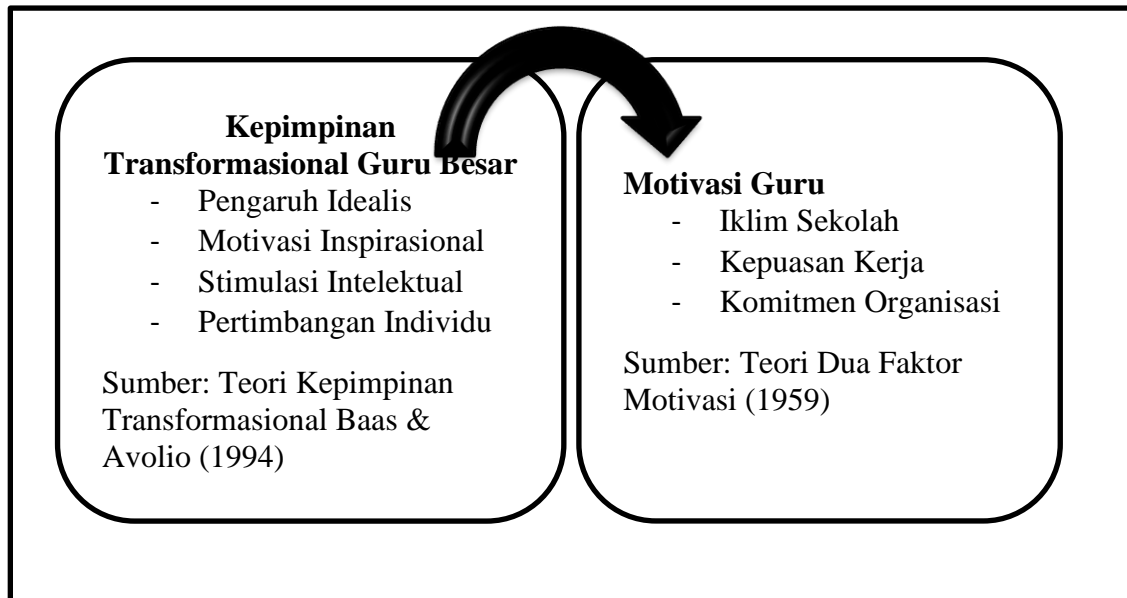 Kepimpinan
Transformasional Guru Besar
- Pengaruh Idealis
- Motivasi Inspirasional
- Stimulasi Intelektual
- Pertimbangan Individu
Sumber: Teori Kepimpinan
Transformasional Baas &
Avolio (1994)
Motivasi Guru
- Iklim Sekolah
- Kepuasan Kerja
- Komitmen Organisasi
Sumber: Teori Dua Faktor
Motivasi (1959)